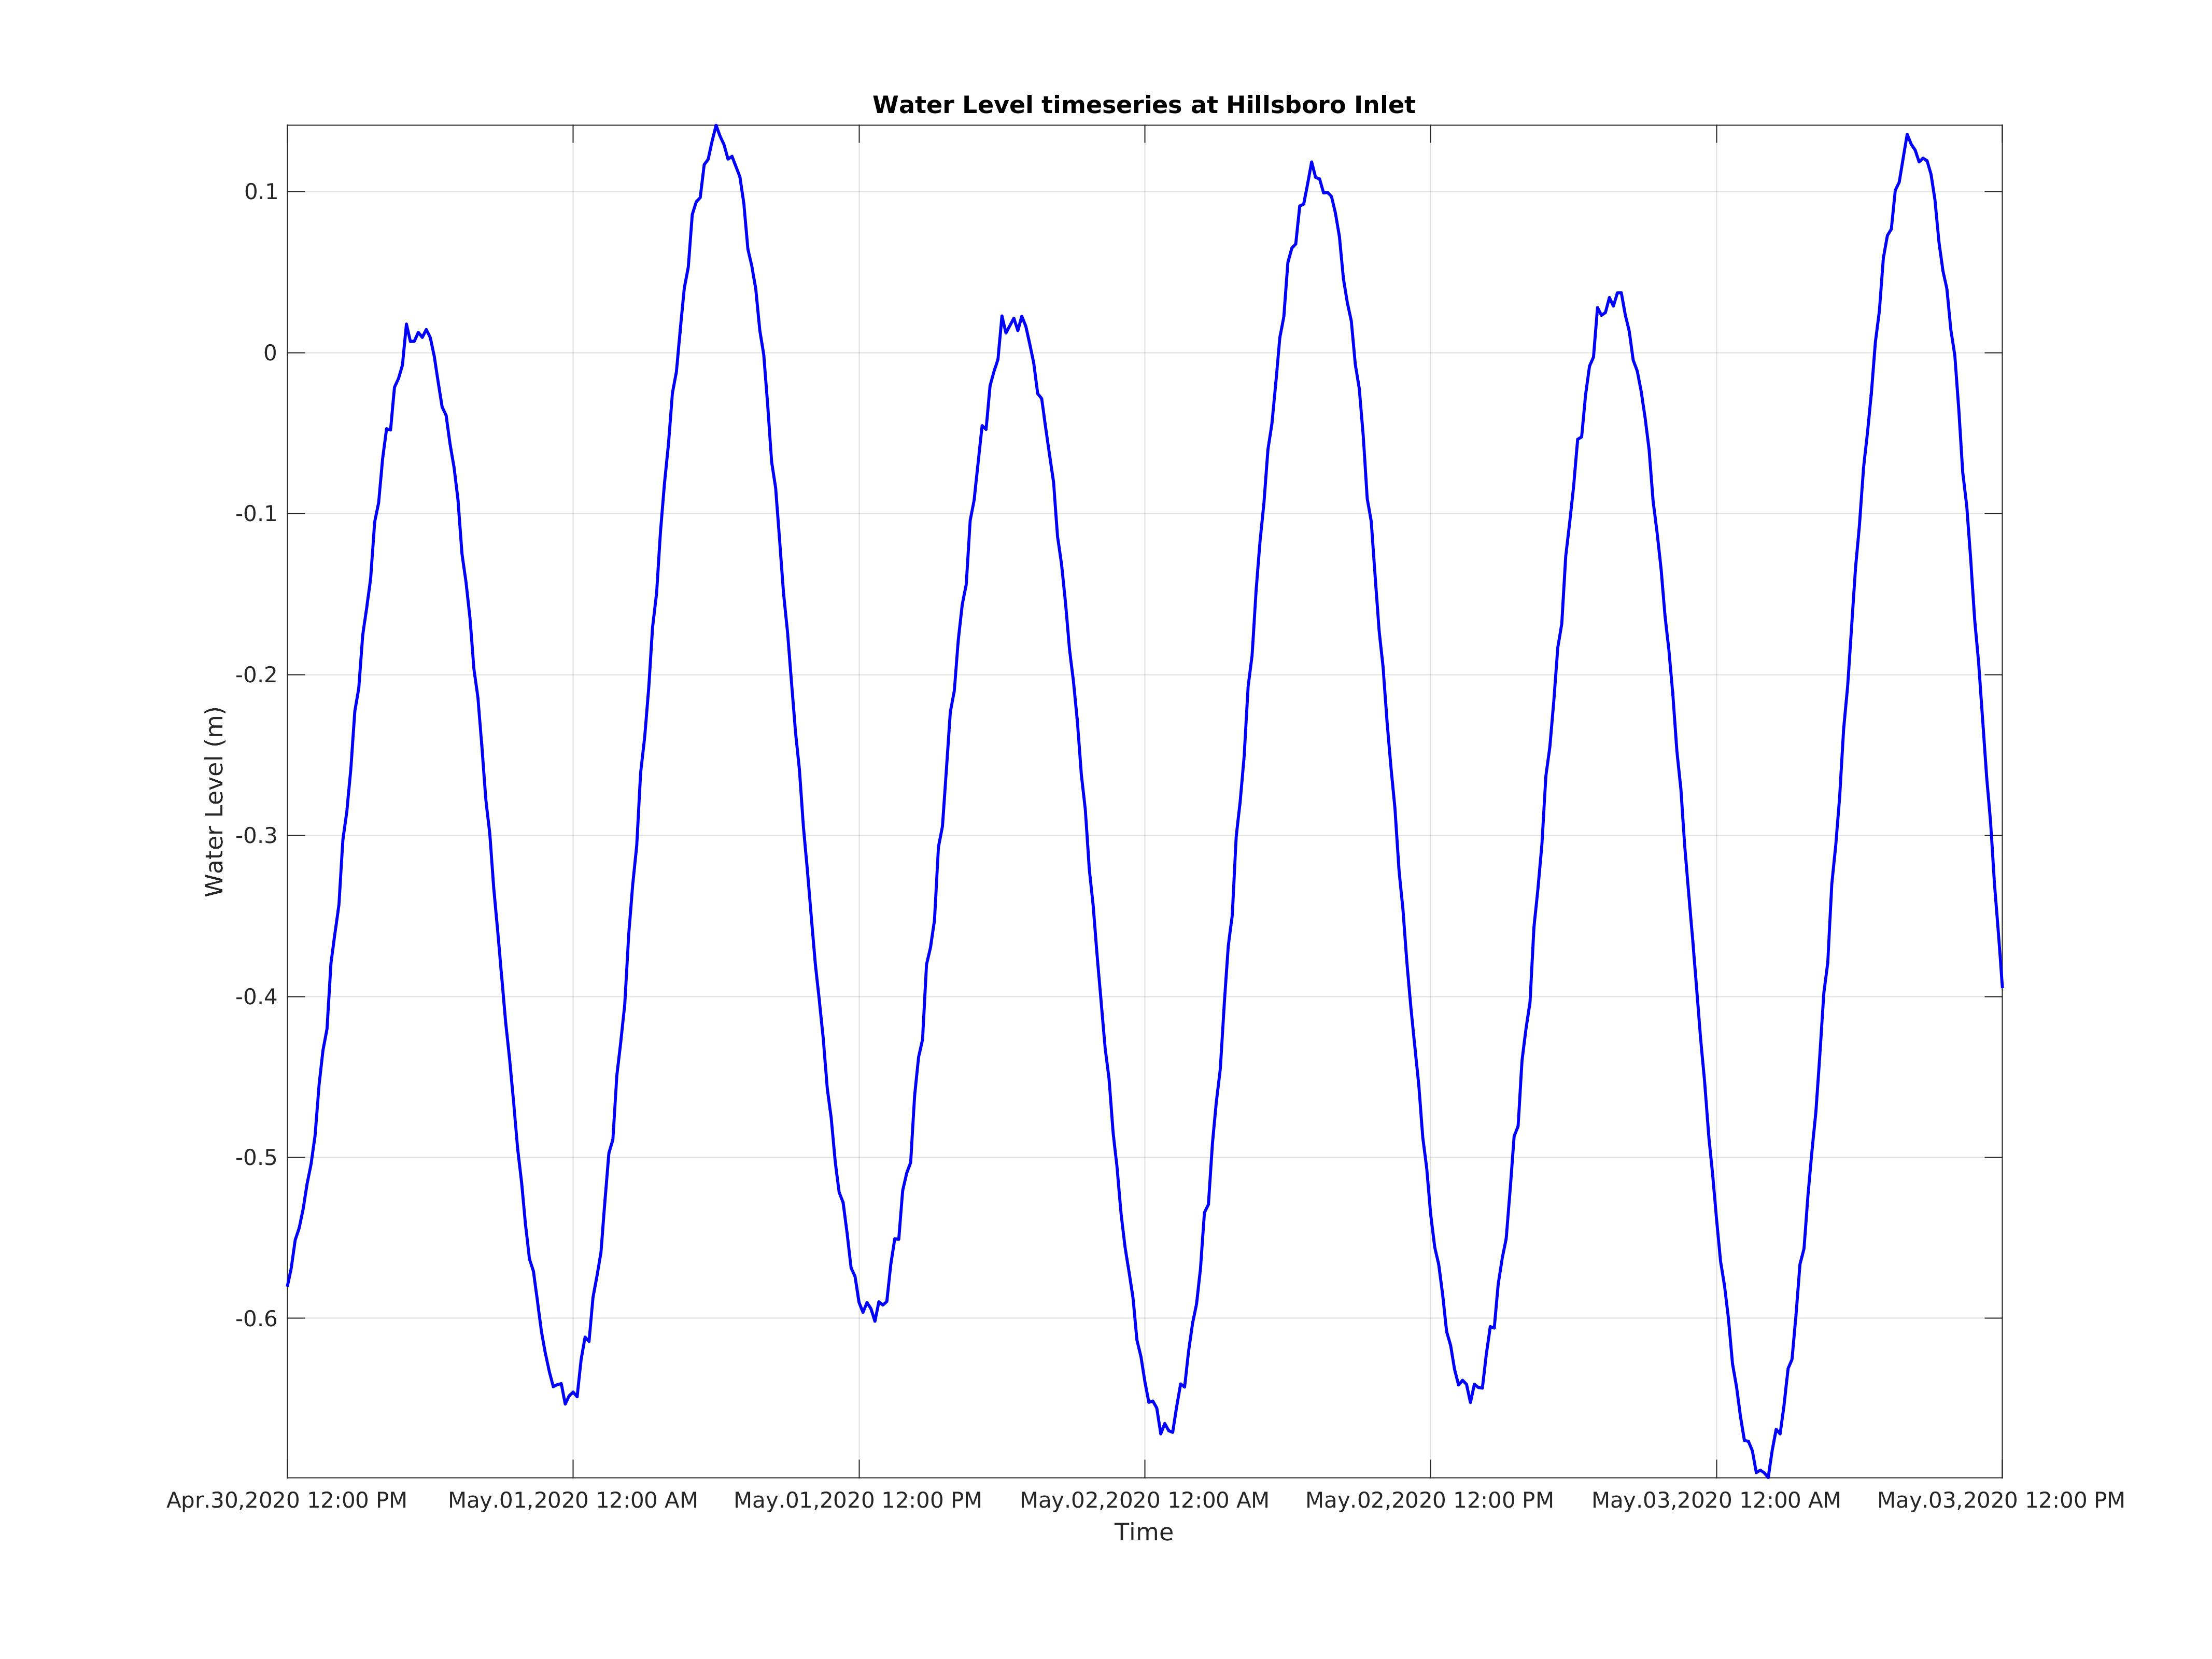 Water Level timeseries at Hillsboro Inlet
0.1
0
-0.1
-0.2
-0.3
-0.4
-0.5
-0.6
Water Level (m)
Apr.30,2020 12:00 PM May.01,2020 12:00 AM May.01,2020 12:00 PM May.02,2020 12:00 AM May.02,2020 12:00 PM May.03,2020 12:00 AM May.03,2020 12:00 PM
Time